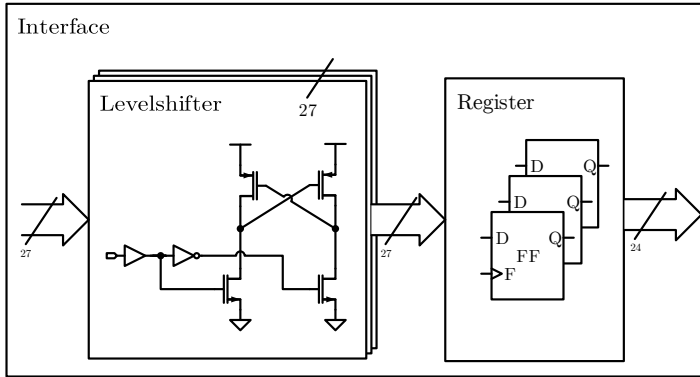 Interface
Levelshifter
27
Register
D
Q
D
Q
D
Q
FF
F
27
27
24